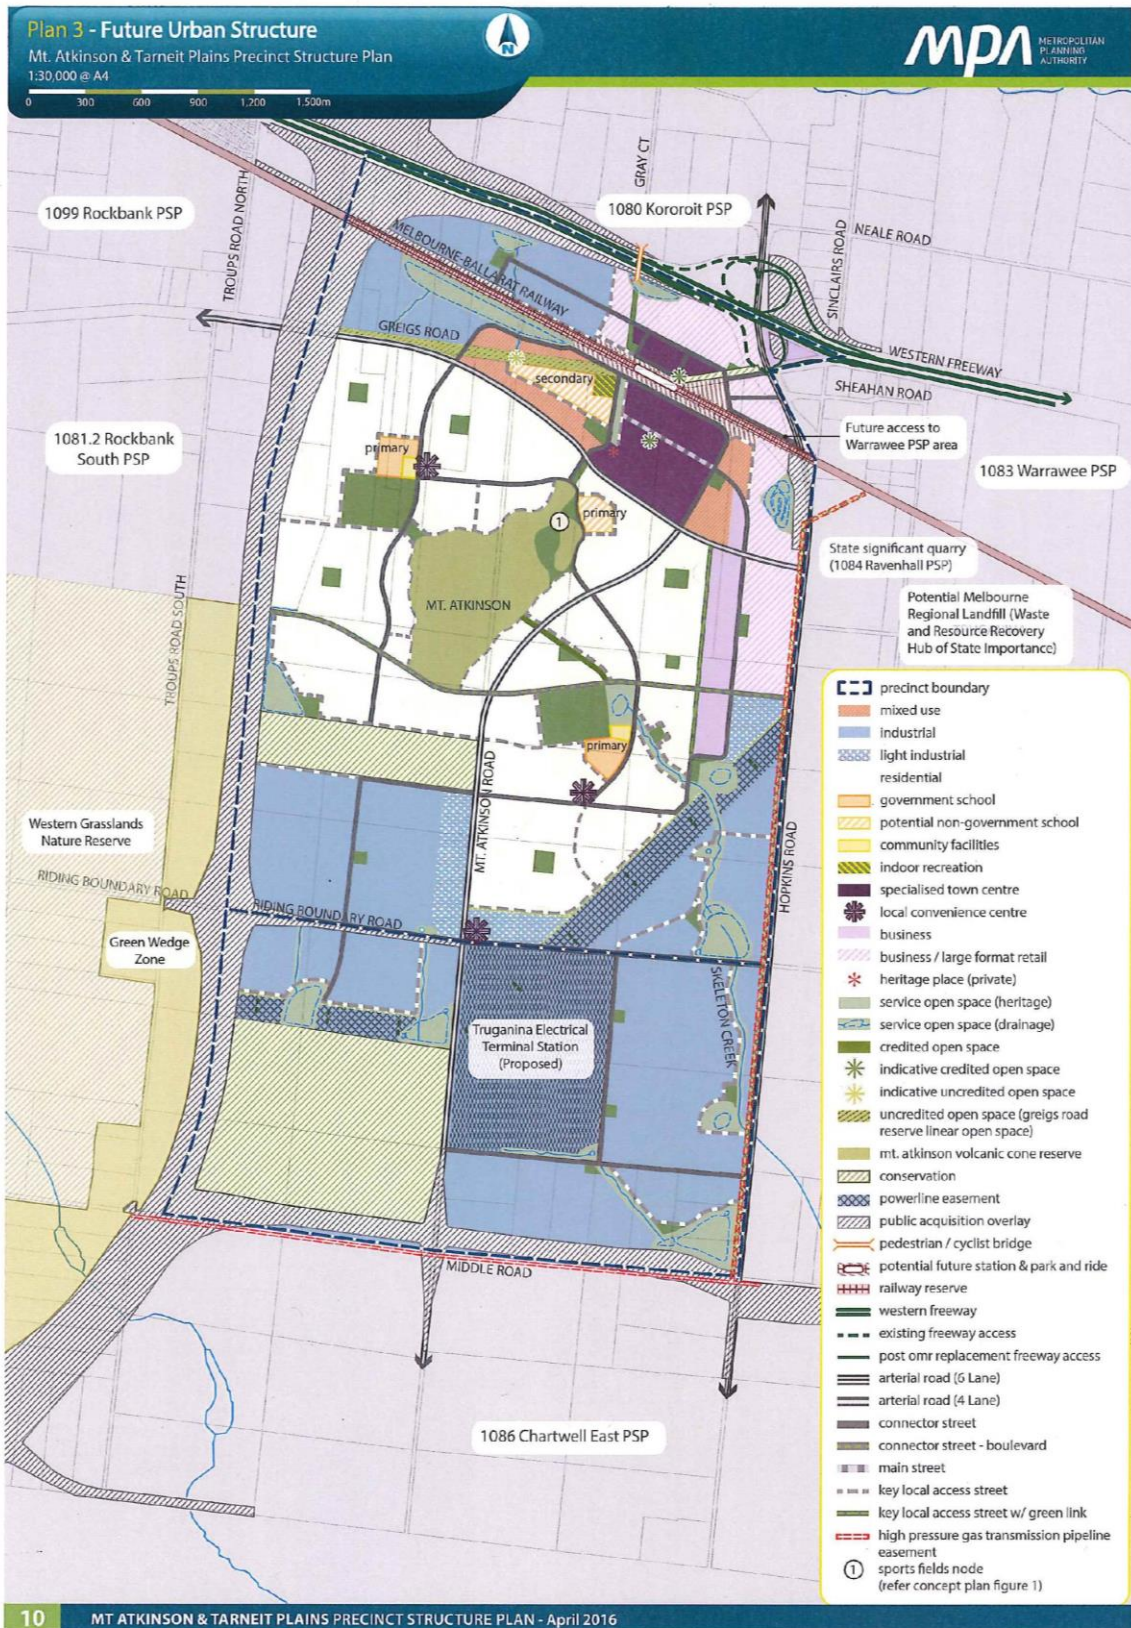 Plan 3 - Future Urban Structure
Mt. Atkinson & Tarneit Plains Precinct Structure Plan
1:30,000 @ A4
0 300 600 900 1,200 1,500m
N
MPA
METROPOLITAN
PLANNING
AUTHORITY
GRAY CT
1099 Rockbank PSP
1080 Kororoit PSP
TROUPS ROAD NORTH
NEALE ROAD
SINCLAIRS ROAD
MELBOURNE-BALLARAT RAILWAY
GREIGS ROAD
WESTERN FREEWAY
SHEAHAN ROAD
secondary
1081.2 Rockbank
South PSP
primary
Future access to
Warrawee PSP area
1083 Warrawee PSP
primary
1
State significant quarry
(1084 Ravenhall PSP)
MT. ATKINSON
Potential Melbourne
Regional Landfill (Waste
and Resource Recovery
Hub of State Importance)
TROUPS ROAD SOUTH
primary
MT. ATKINSON ROAD
HOPKINS ROAD
Western Grasslands
Nature Reserve
RIDING BOUNDARY ROAD
RIDING BOUNDARY ROAD
Green Wedge
Zone
SKELETON CREEK
Truganina Electrical
Terminal Station
(Proposed)
MIDDLE ROAD
1086 Chartwell East PSP
precinct boundary
mixed use
industrial
light industrial
residential
government school
potential non-government school
community facilities
indoor recreation
specialised town centre
local convenience centre
business
business / large format retail
heritage place (private)
service open space (heritage)
service open space (drainage)
credited open space
indicative credited open space
indicative uncredited open space
uncredited open space (greigs road
reserve linear open space)
mt. atkinson volcanic cone reserve
conservation
powerline easement
public acquisition overlay
pedestrian / cyclist bridge
potential future station & park and ride
railway reserve
western freeway
existing freeway access
post omr replacement freeway access
arterial road (6 Lane)
arterial road (4 Lane)
connector street
connector street - boulevard
main street
key local access street
key local access street w/ green link
high pressure gas transmission pipeline
easement
1 sports fields node
(refer concept plan figure 1)
10 MT ATKINSON & TARNEIT PLAINS PRECINCT STRUCTURE PLAN - April 2016